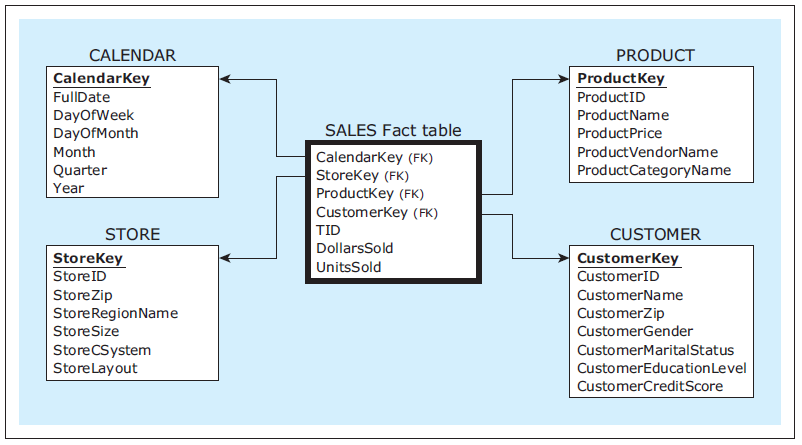 CALENDAR
CalendarKey
FullDate
DayOfWeek
DayOfMonth
Month
Quarter
Year
STORE
StoreKey
StoreID
StoreZip
StoreRegionName
StoreSize
StoreCSystem
StoreLayout
SALES Fact table
CalendarKey (FK)
StoreKey (FK)
ProductKey (FK)
CustomerKey (FK)
TID
DollarsSold
UnitsSold
PRODUCT
ProductKey
ProductID
ProductName
ProductPrice
ProductVendorName
ProductCategoryName
CUSTOMER
CustomerKey
CustomerID
CustomerName
CustomerZip
CustomerGender
CustomerMaritalStatus
CustomerEducationLevel
CustomerCreditScore